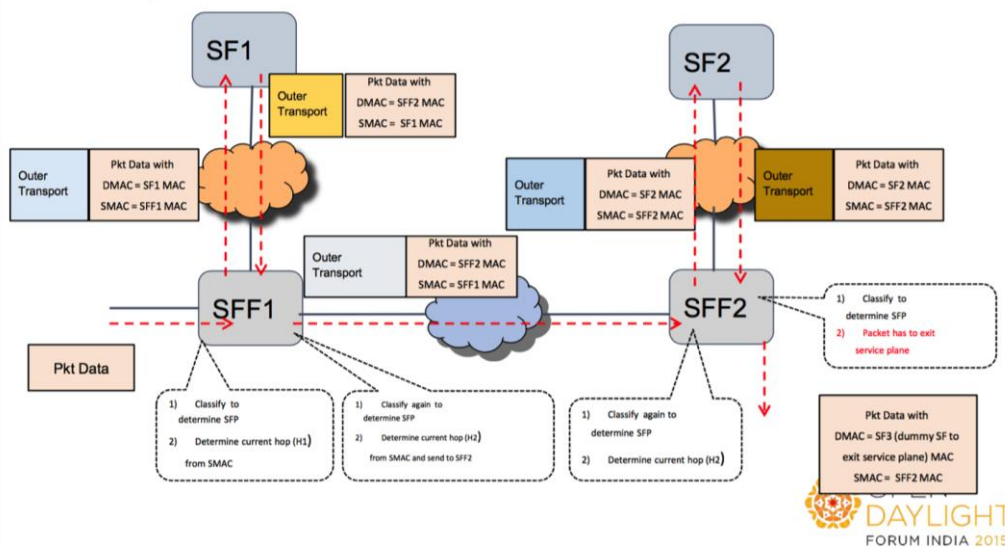 SF1
Outer
Transport
Pkt Data with
DMAC = SFF2 MAC
SMAC = SF1 MAC
SF2
Outer
Transport
Pkt Data with
DMAC = SF1 MAC
SMAC = SFF1 MAC
Outer
Transport
Pkt Data with
DMAC = SF2 MAC
SMAC = SFF2 MAC
Outer
Transport
Pkt Data with
DMAC = SF2 MAC
SMAC = SFF2 MAC
Outer
Transport
Pkt Data with
DMAC = SFF2 MAC
SMAC = SFF1 MAC
SFF1
SFF2
Pkt Data
1) Classify to
determine SFP
2) Determine current hop (H1)
from SMAC
1) Classify again to
determine SFP
2) Determine current hop (H2)
from SMAC and send to SFF2
1) Classify again to
determine SFP
2) Determine current hop (H2)
1) Classify to
determine SFP
2) Packet has to exit
service plane
Pkt Data with
DMAC = SF3 (dummy SF to
exit service plane) MAC
SMAC = SFF2 MAC
DAYLIGHT
FORUM INDIA 2015